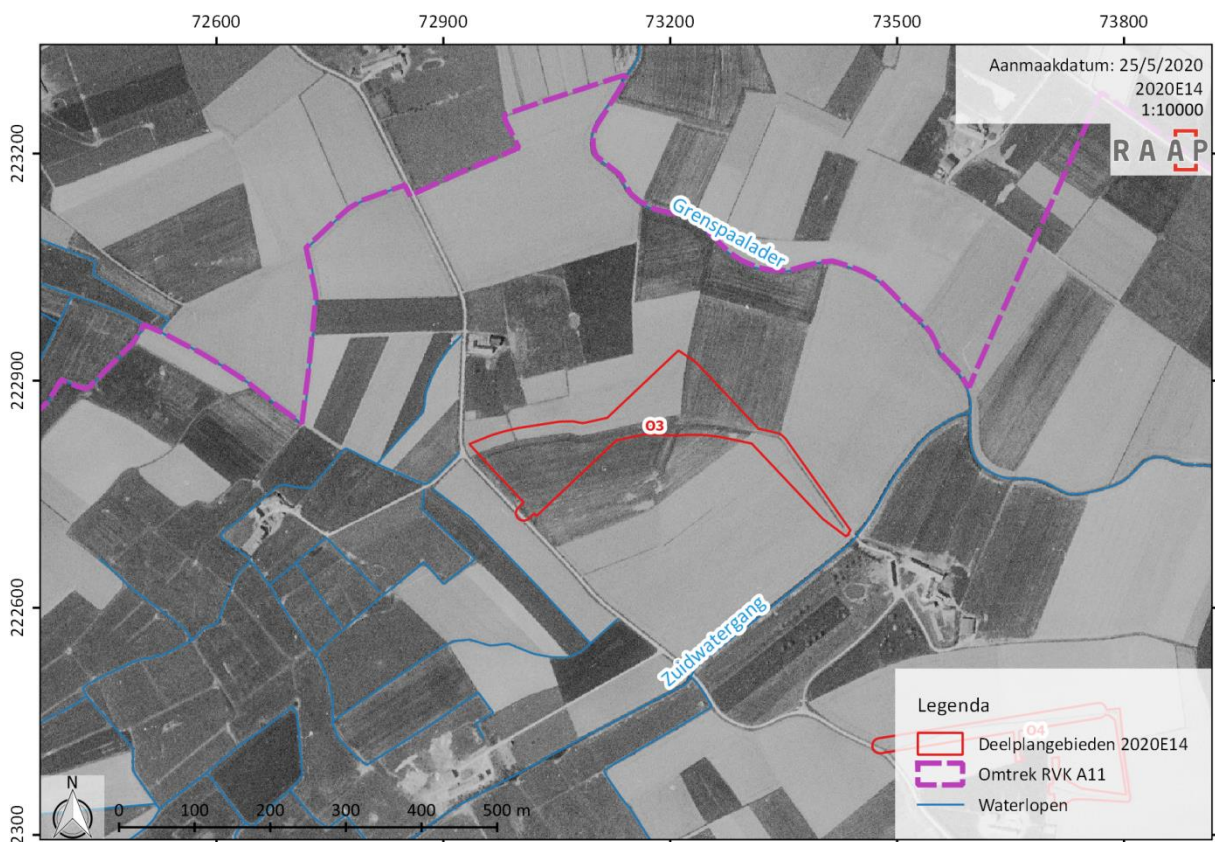 72600
72900
73200
73500
73800
Aanmaakdatum: 25/5/2020
2020E14
1:10000
RAAP
223200
Grenspaalader
222900
O3
222600
Zuidwatergang
Legenda
Deelplangebieden 2020E14
O4
Omtrek RVK A11
Waterlopen
N
0 100 200 300 400 500 m
222300